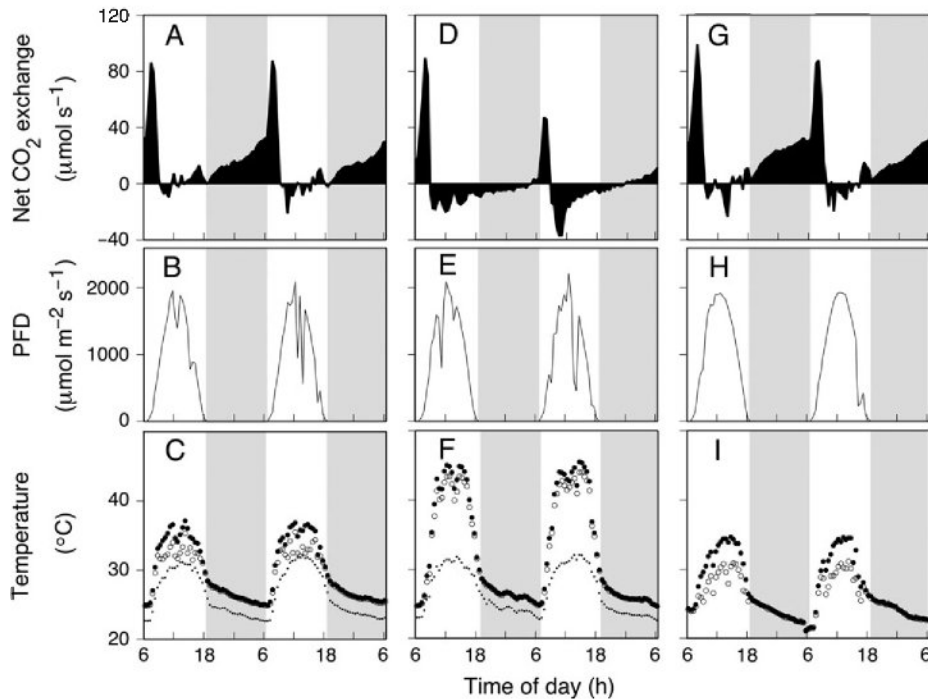 A D G
120
80
40
0
−40
Net CO2 exchange
(μmol s−1)
B E H
2000
1000
0
PFD
(μmol m−2 s−1)
C F I
40
30
20
Temperature
(°C)
6 18 6 18 6 6 18 6 18 6 6 18 6 18 6
Time of day (h)